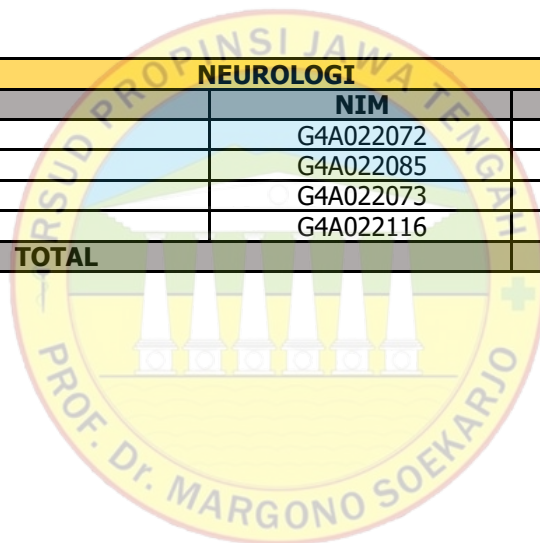 NEUROLOGI
NIM
G4A022072
G4A022085
G4A022073
G4A022116
TOTAL
RSUD PROPINSI JAWA TENGAH
PROF. Dr. MARGONO SOEKARJO